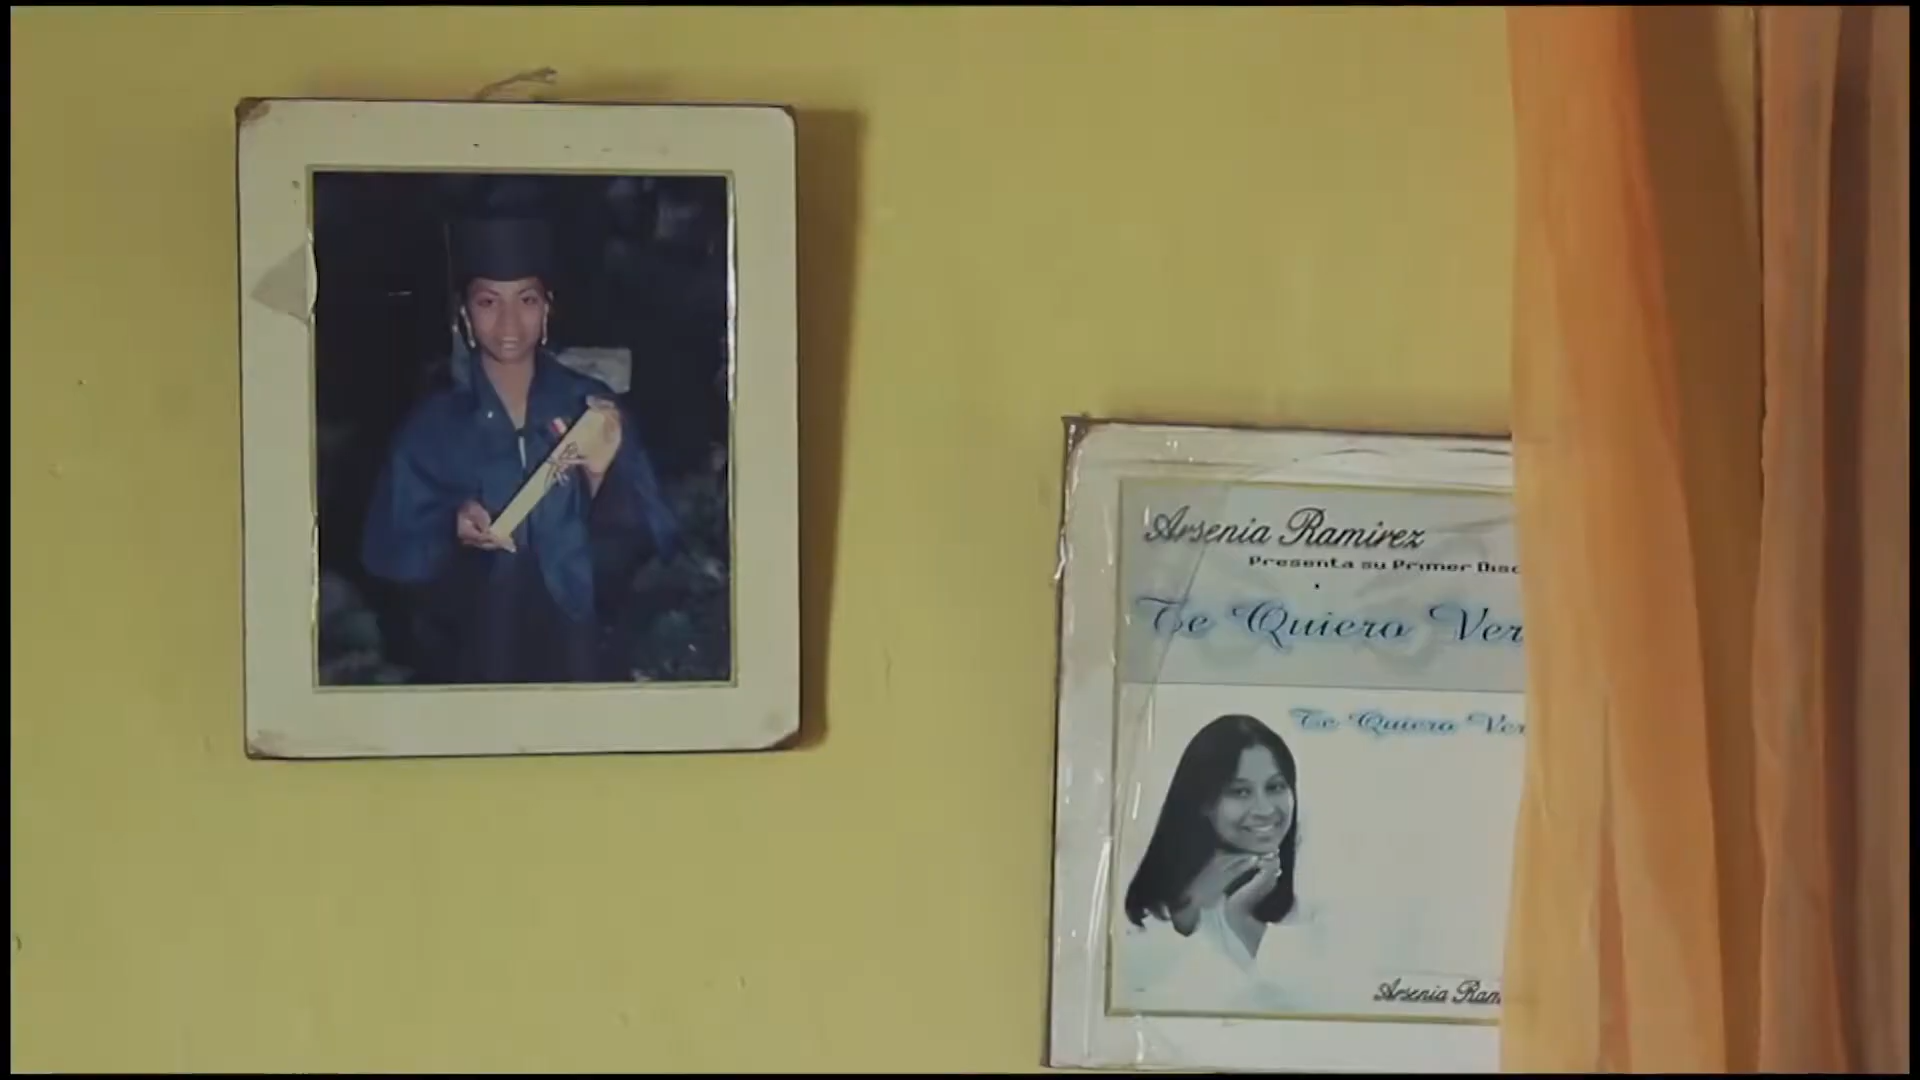 Arsenia Ramirez
Presenta su Primer Disc
Te Quiero Ver
Te Quiero Ver
Arsenia Ram